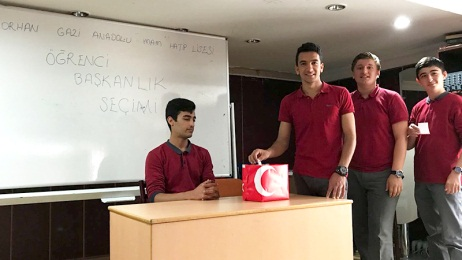 ORHAN GAZİ ANADOLU İMAM HATİP LİSESİ
ÖĞRENCİ
BAŞKANLIK
SEÇİMİ